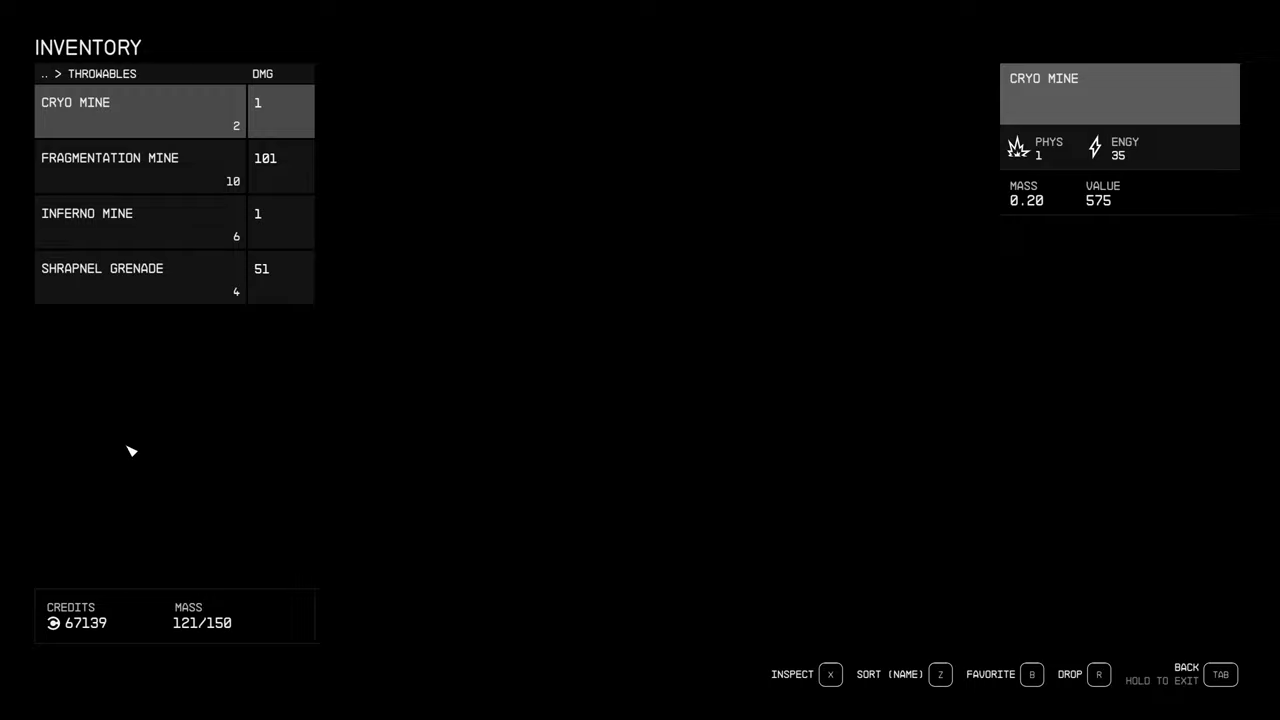 INVENTORY
.. > THROWABLES DMG
CRYO MINE 1
2
FRAGMENTATION MINE 101
10
INFERNO MINE 1
6
SHRAPNEL GRENADE 51
4
CREDITS MASS
67139 121/150
CRYO MINE
PHYS ENGY
1 35
MASS VALUE
0.20 575
INSPECT X SORT (NAME) Z FAVORITE B DROP R BACK TAB
HOLD TO EXIT